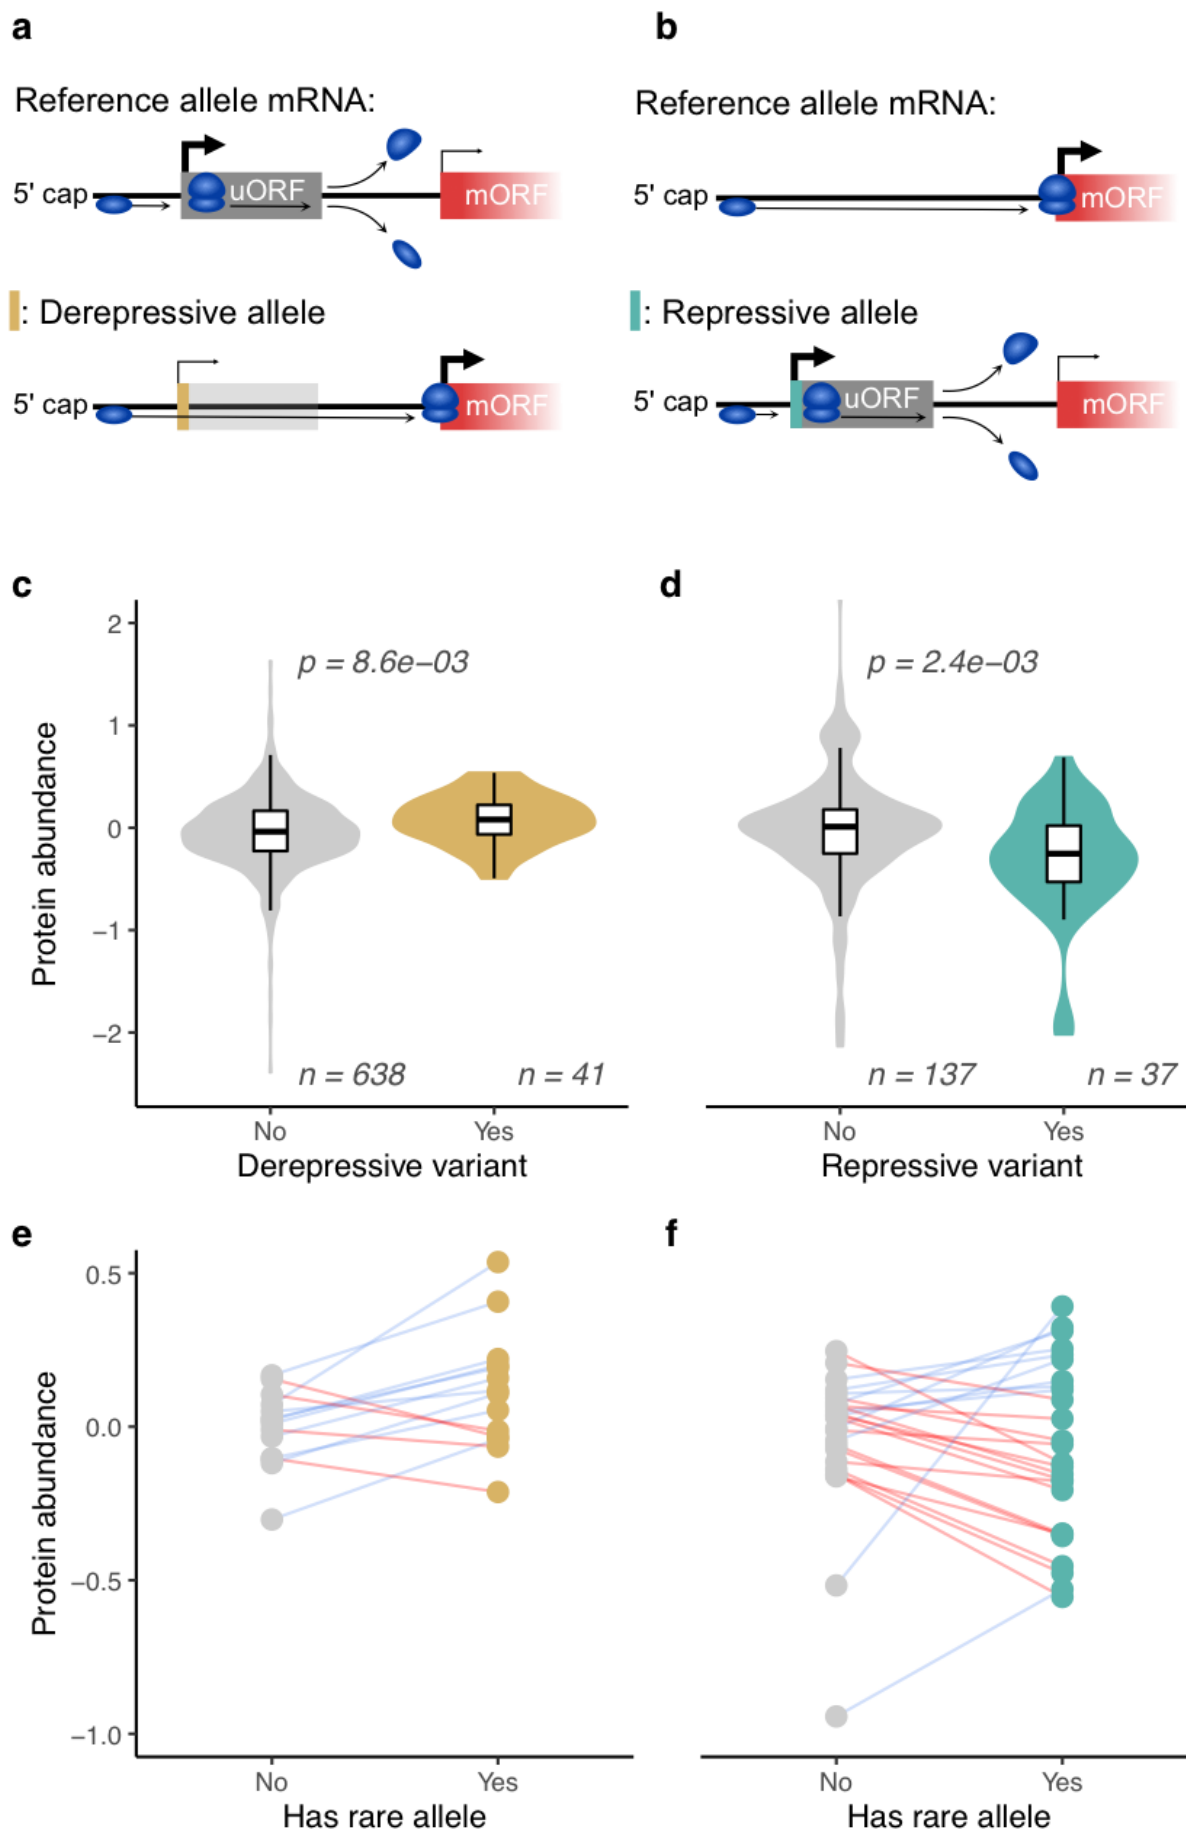 a
b
Reference allele mRNA:
Reference allele mRNA:
5' cap
uORF
mORF
5' cap
mORF
: Derepressive allele
: Repressive allele
5' cap
mORF
5' cap
uORF
mORF
c
d
2
1
0
−1
−2
Protein abundance
p = 8.6e−03
n = 638
n = 41
No
Yes
Derepressive variant
p = 2.4e−03
n = 137
n = 37
No
Yes
Repressive variant
e
f
0.5
0.0
−0.5
−1.0
Protein abundance
No
Yes
Has rare allele
No
Yes
Has rare allele